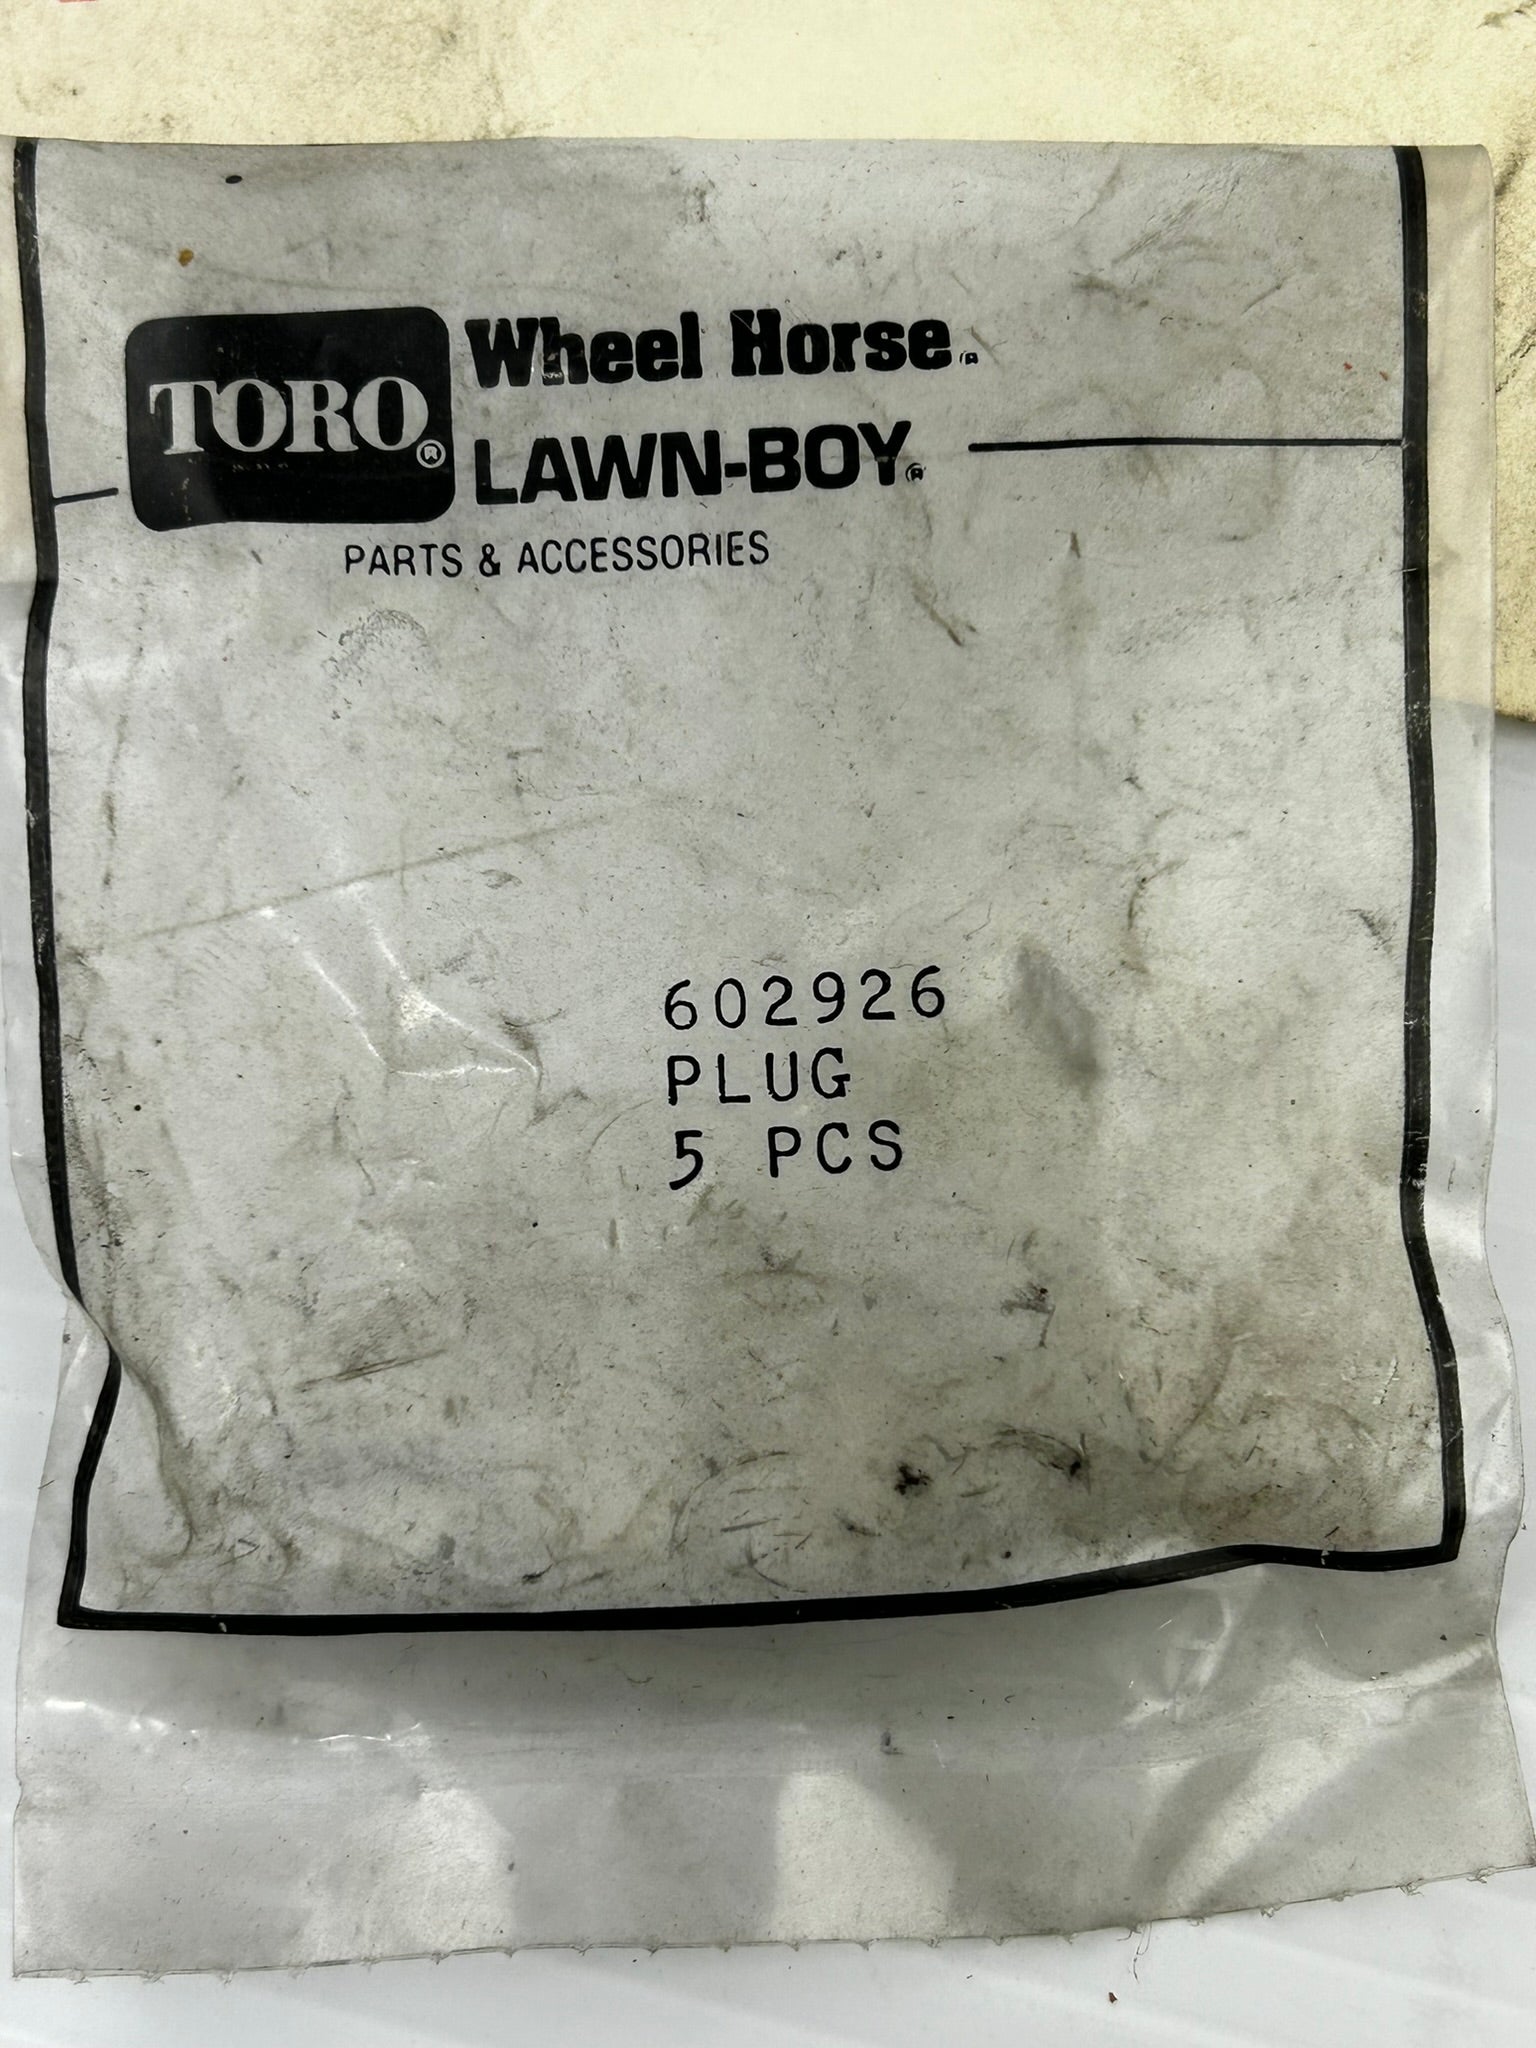 TORO®
Wheel Horse®
LAWN-BOY®
PARTS & ACCESSORIES
602926
PLUG
5 PCS